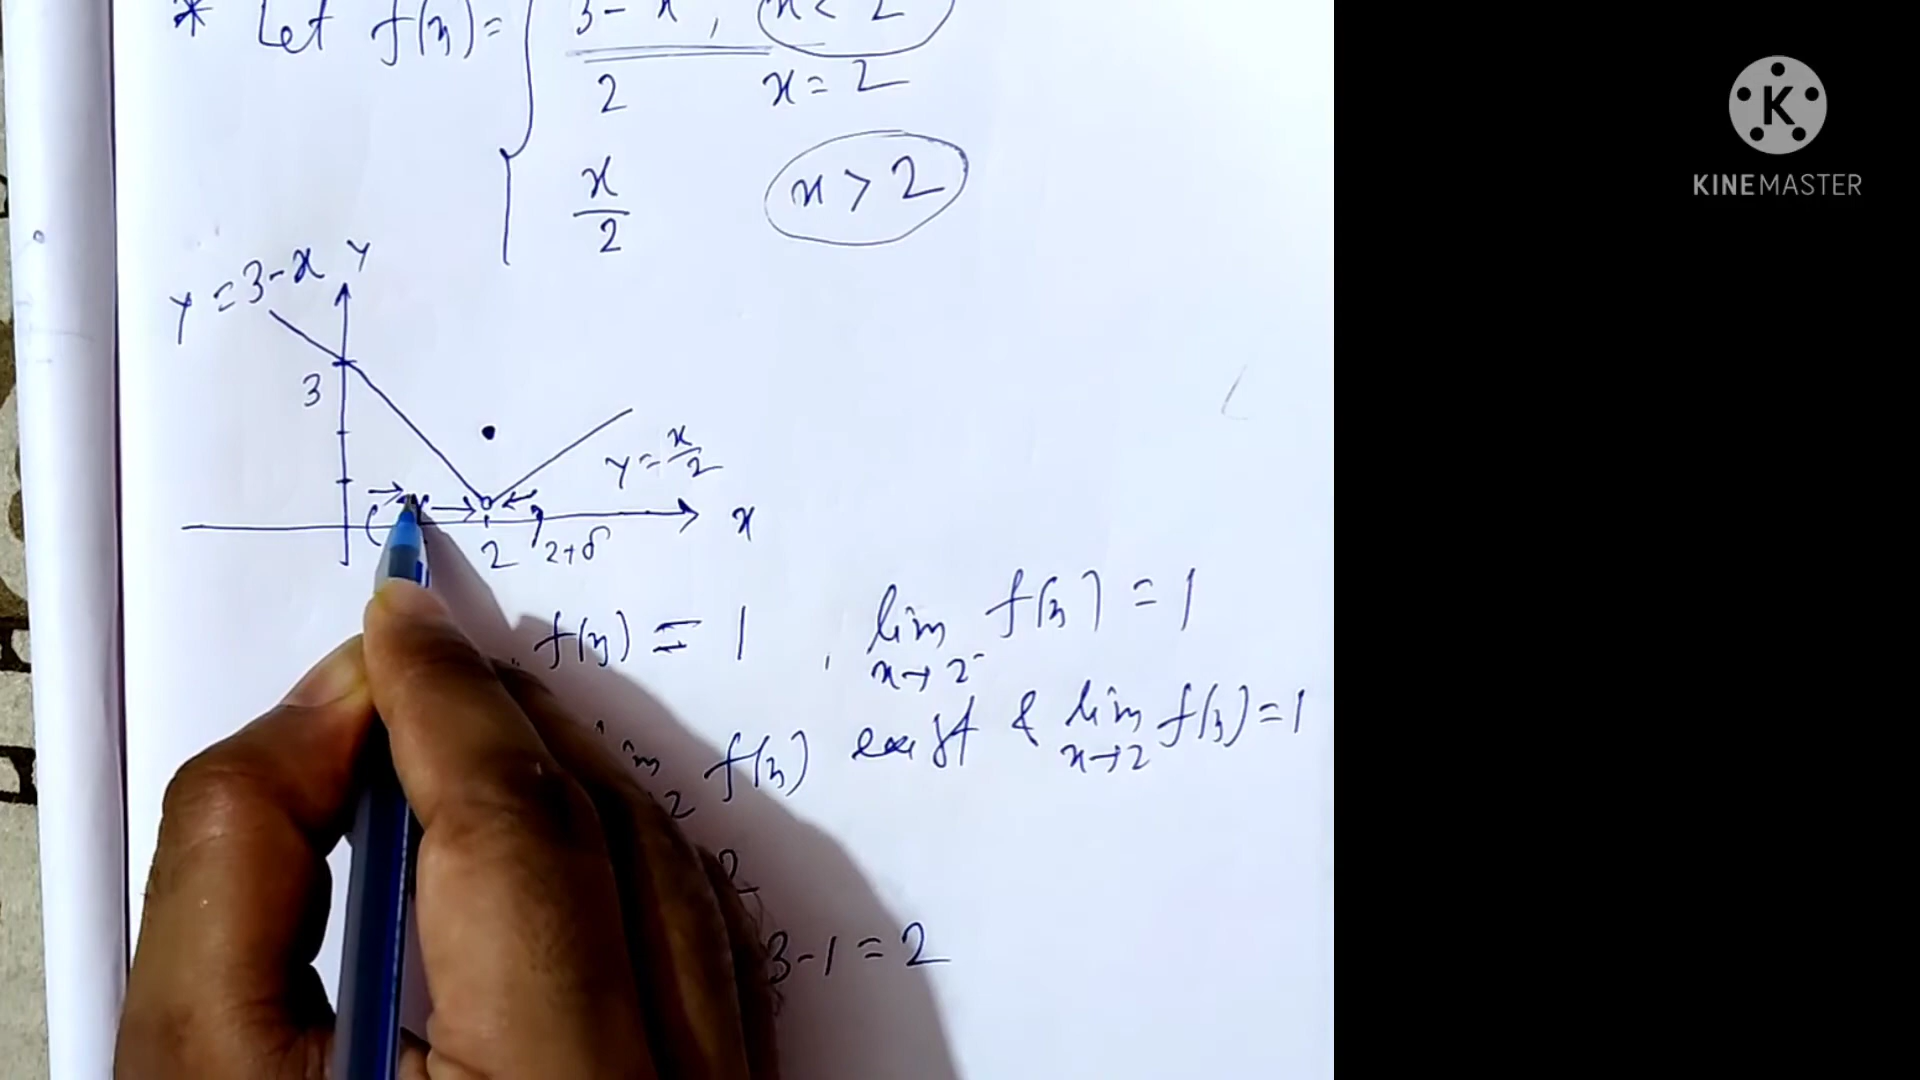 * Let f(x) = 3-x, x<2
2 x=2
x/2 x>2
y=3-x Y
3
y=x/2
2 2+δ x
f(x) = 1, lim x→2⁻ f(x) = 1
f(x) exist & lim x→2 f(x)=1
2
3-1=2
K
KINEMASTER